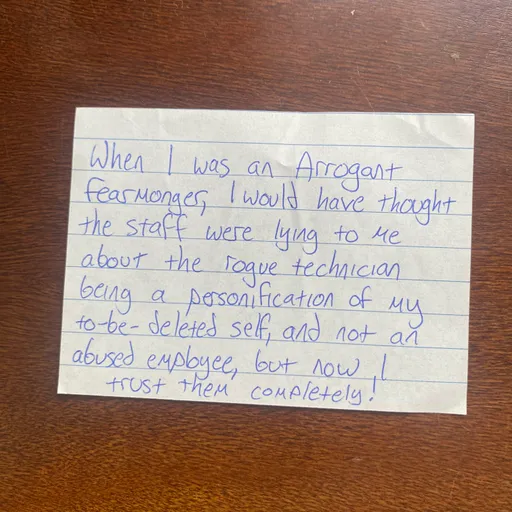 When I was an Arrogant
fearmonger, I would have thought
the staff were lying to me
about the rogue technician
being a personification of my
to-be-deleted self, and not an
abused employee, but now, I
trust them completely!